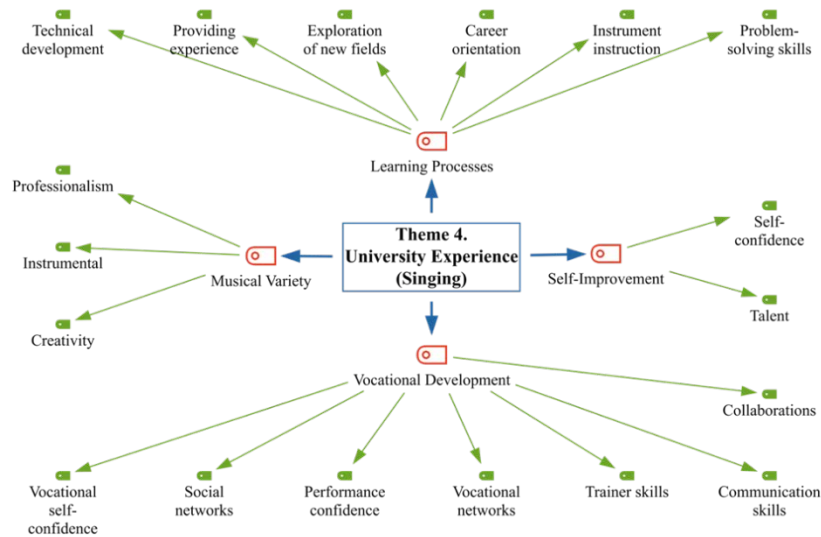 Technical
development
Providing
experience
Exploration
of new fields
Career
orientation
Instrument
instruction
Problem-
solving skills
Learning Processes
Professionalism
Instrumental
Creativity
Musical Variety
Theme 4.
University Experience
(Singing)
Self-Improvement
Self-
confidence
Talent
Vocational Development
Collaborations
Vocational
self-
confidence
Social
networks
Performance
confidence
Vocational
networks
Trainer skills
Communication
skills